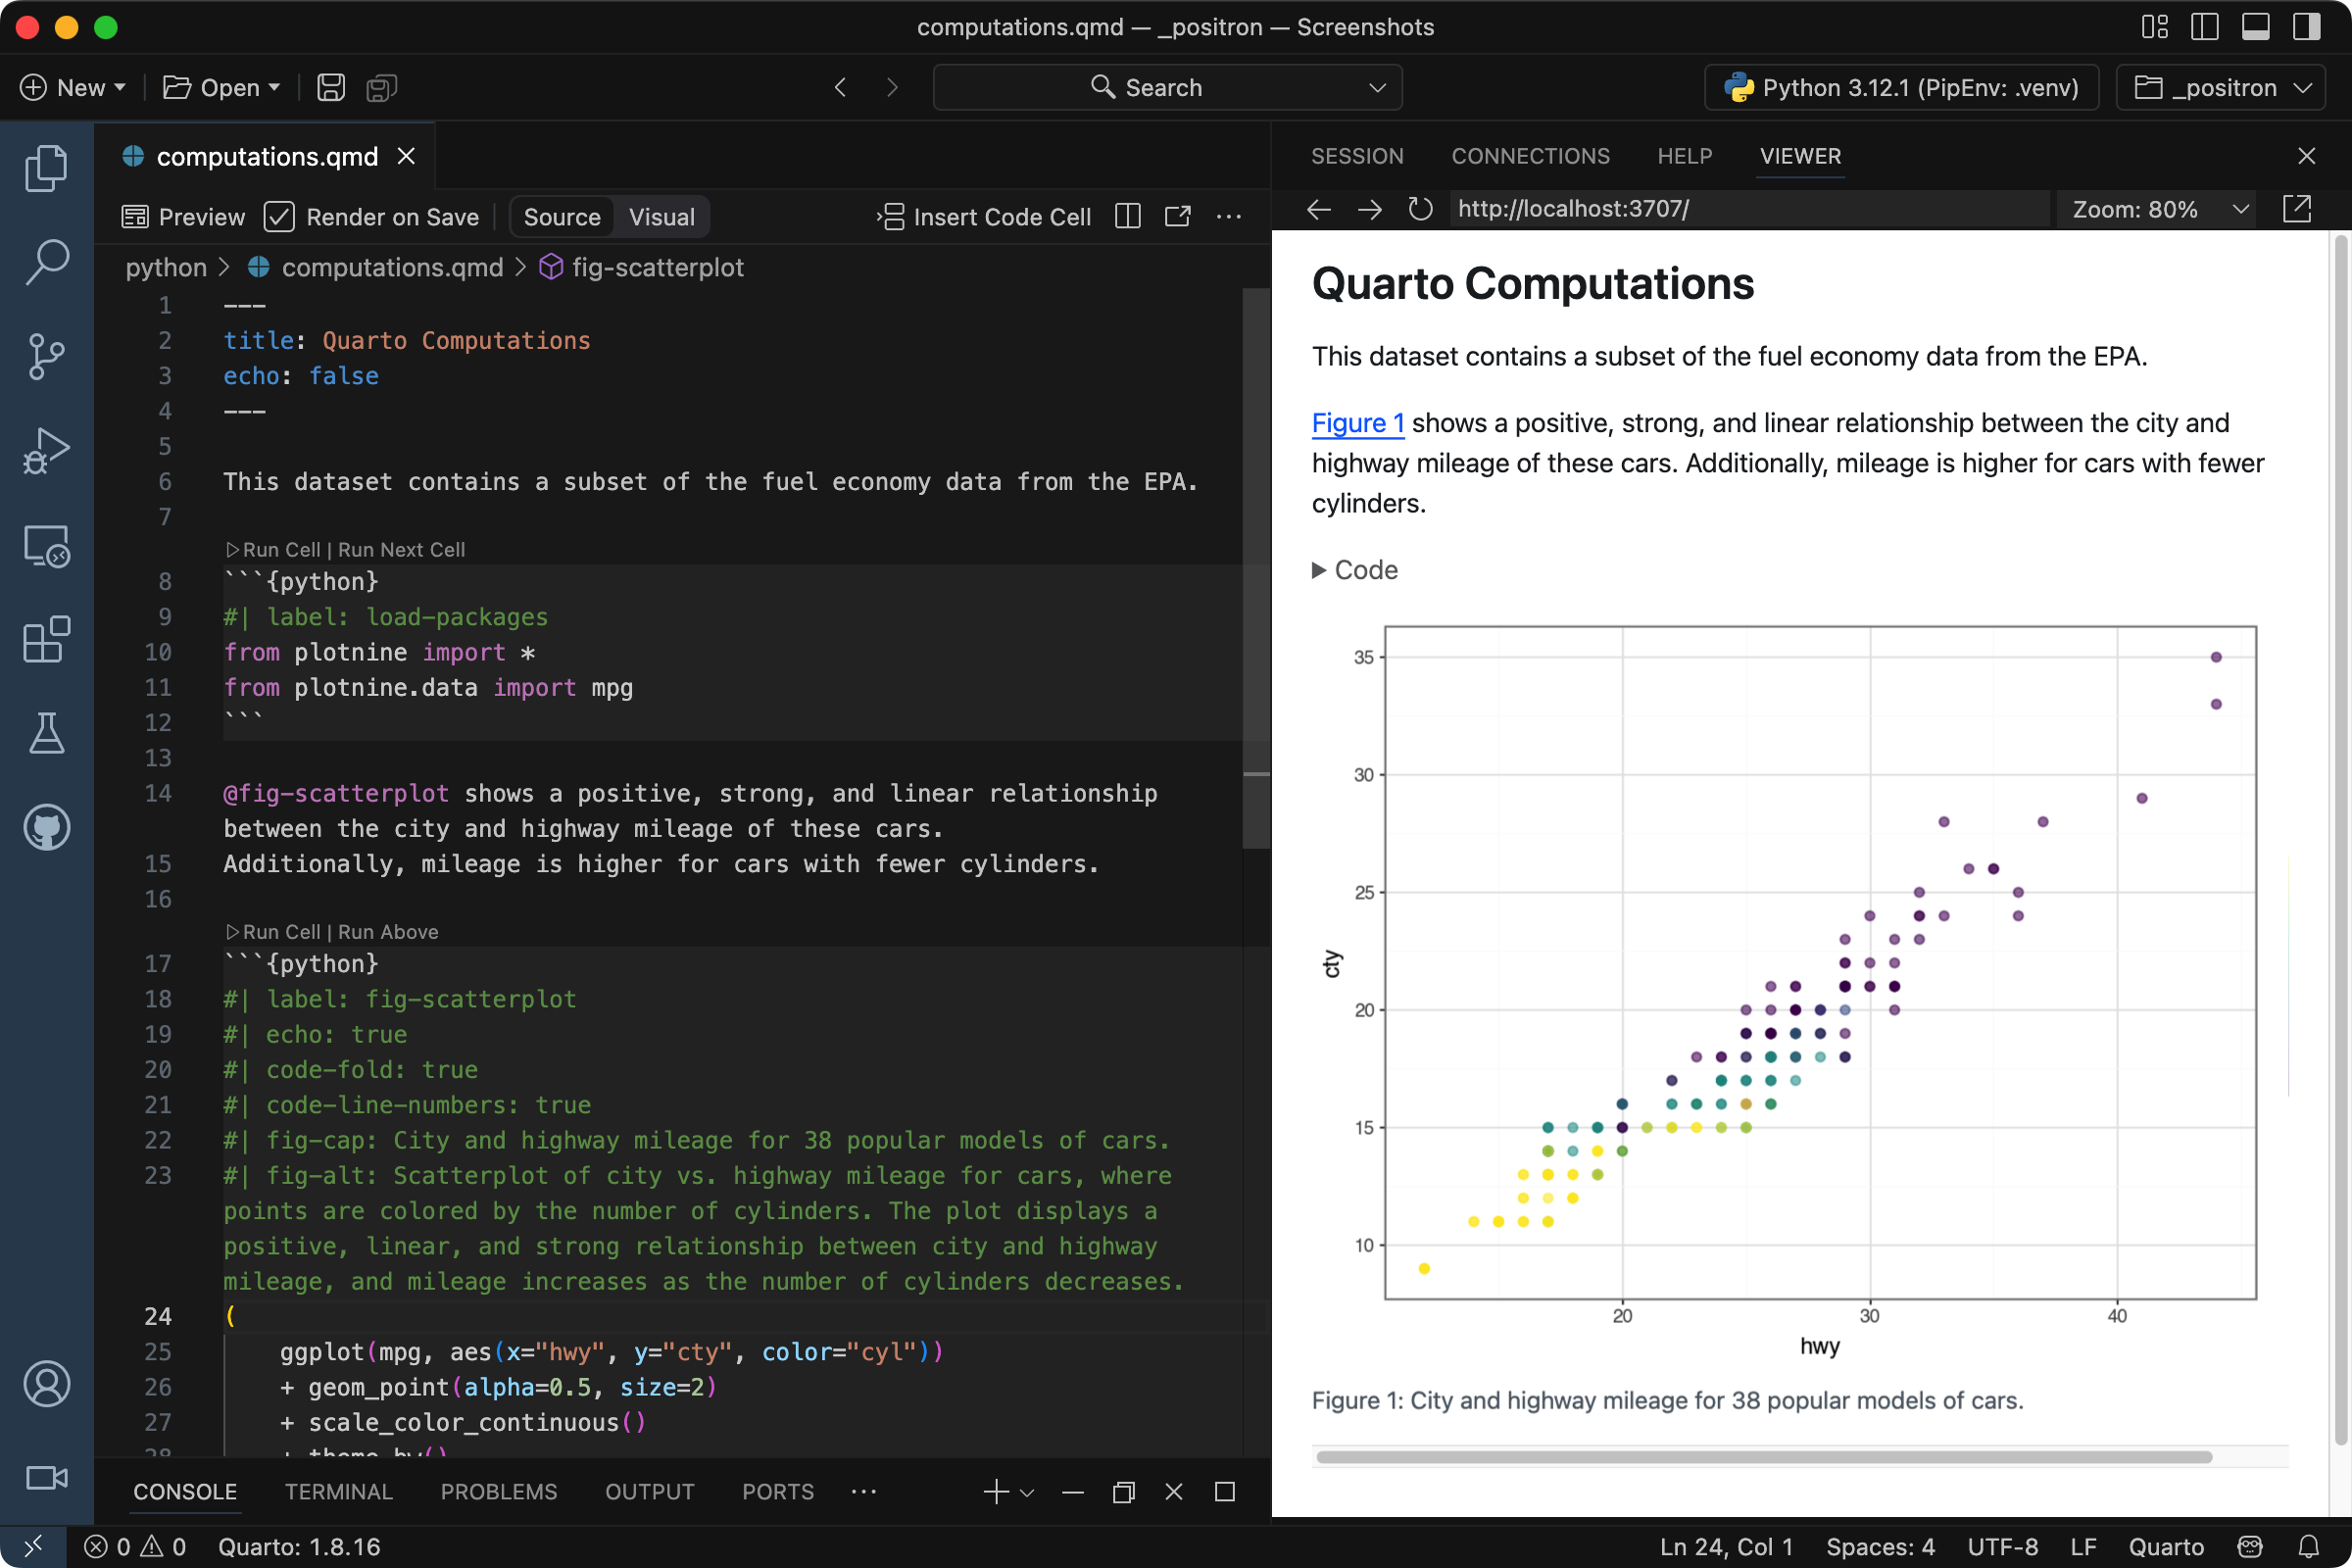 computations.qmd — _positron — Screenshots
New
Open
Search
Python 3.12.1 (PipEnv: .venv)
_positron
computations.qmd
SESSION CONNECTIONS HELP VIEWER
Preview Render on Save Source Visual Insert Code Cell
http://localhost:3707/
Zoom: 80%
python > computations.qmd > fig-scatterplot
1 ---
2 title: Quarto Computations
3 echo: false
4 ---
5
6 This dataset contains a subset of the fuel economy data from the EPA.
7
Run Cell | Run Next Cell
8 ```{python}
9 #| label: load-packages
10 from plotnine import *
11 from plotnine.data import mpg
12 ```
13
14 @fig-scatterplot shows a positive, strong, and linear relationship
between the city and highway mileage of these cars.
15 Additionally, mileage is higher for cars with fewer cylinders.
16
Run Cell | Run Above
17 ```{python}
18 #| label: fig-scatterplot
19 #| echo: true
20 #| code-fold: true
21 #| code-line-numbers: true
22 #| fig-cap: City and highway mileage for 38 popular models of cars.
23 #| fig-alt: Scatterplot of city vs. highway mileage for cars, where
points are colored by the number of cylinders. The plot displays a
positive, linear, and strong relationship between city and highway
mileage, and mileage increases as the number of cylinders decreases.
24 (
25 ggplot(mpg, aes(x="hwy", y="cty", color="cyl"))
26 + geom_point(alpha=0.5, size=2)
27 + scale_color_continuous()
Quarto Computations
This dataset contains a subset of the fuel economy data from the EPA.
Figure 1 shows a positive, strong, and linear relationship between the city and
highway mileage of these cars. Additionally, mileage is higher for cars with fewer
cylinders.
Code
35
30
25
20
15
10
cty
20 30 40
hwy
Figure 1: City and highway mileage for 38 popular models of cars.
CONSOLE TERMINAL PROBLEMS OUTPUT PORTS
0 0 Quarto: 1.8.16
Ln 24, Col 1 Spaces: 4 UTF-8 LF Quarto